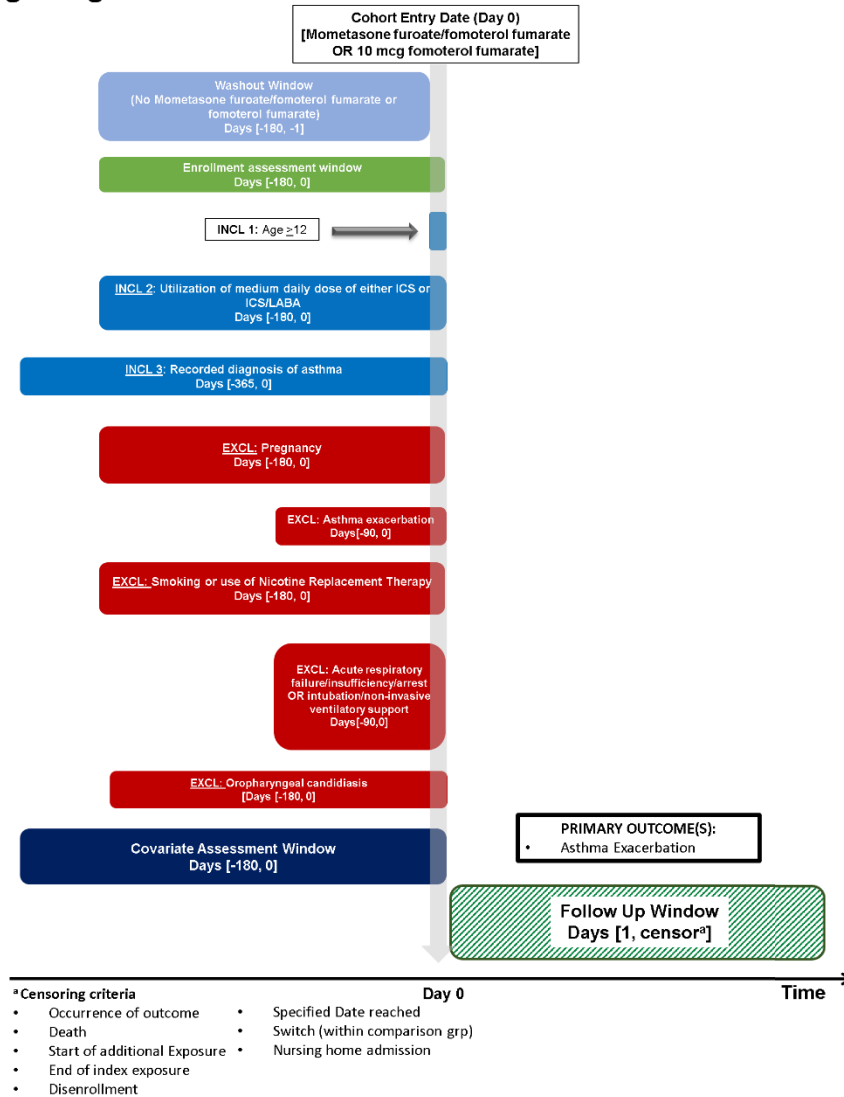 Cohort Entry Date (Day 0)
[Mometasone furoate/fomoterol fumarate
OR 10 mcg fomoterol fumarate]
Washout Window
(No Mometasone furoate/fomoterol fumarate or
fomoterol fumarate)
Days [-180, -1]
Enrollment assessment window
Days [-180, 0]
INCL 1: Age ≥12
INCL 2: Utilization of medium daily dose of either ICS or
ICS/LABA
Days [-180, 0]
INCL 3: Recorded diagnosis of asthma
Days [-365, 0]
EXCL: Pregnancy
Days [-180, 0]
EXCL: Asthma exacerbation
Days[-90, 0]
EXCL: Smoking or use of Nicotine Replacement Therapy
Days [-180, 0]
EXCL: Acute respiratory
failure/insufficiency/arrest
OR intubation/non-invasive
ventilatory support
Days[-90,0]
EXCL: Oropharyngeal candidiasis
[Days [-180, 0]
Covariate Assessment Window
Days [-180, 0]
PRIMARY OUTCOME(S):
• Asthma Exacerbation
Follow Up Window
Days [1, censorᵃ]
Day 0
Time
ᵃ Censoring criteria
• Occurrence of outcome
• Death
• Start of additional Exposure
• End of index exposure
• Disenrollment
• Specified Date reached
• Switch (within comparison grp)
• Nursing home admission